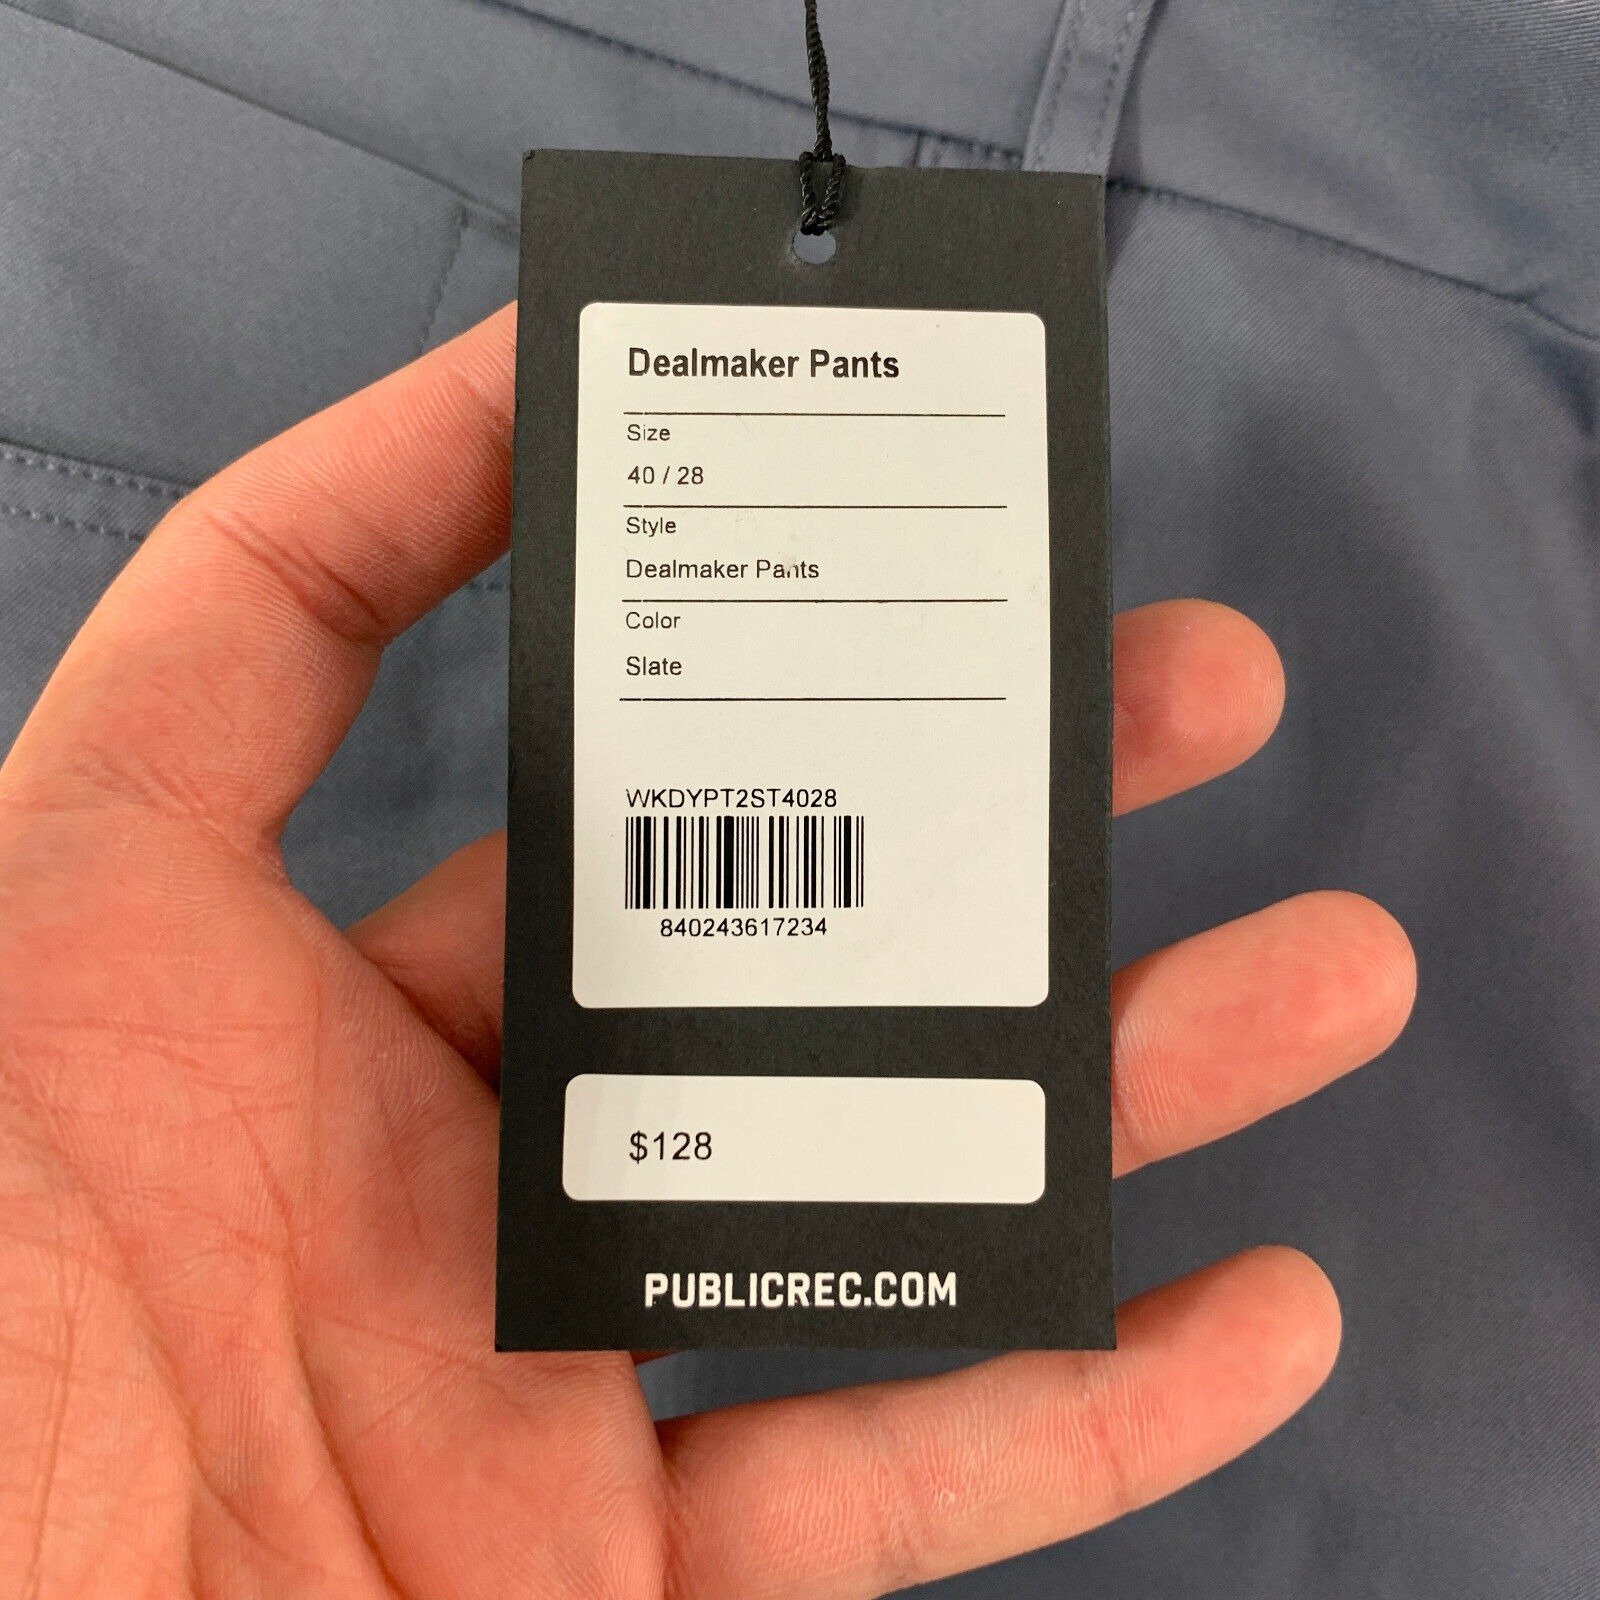 Dealmaker Pants
Size
40 / 28
Style
Dealmaker Pants
Color
Slate
WKDYPT2ST4028
840243617234
$128
PUBLICREC.COM